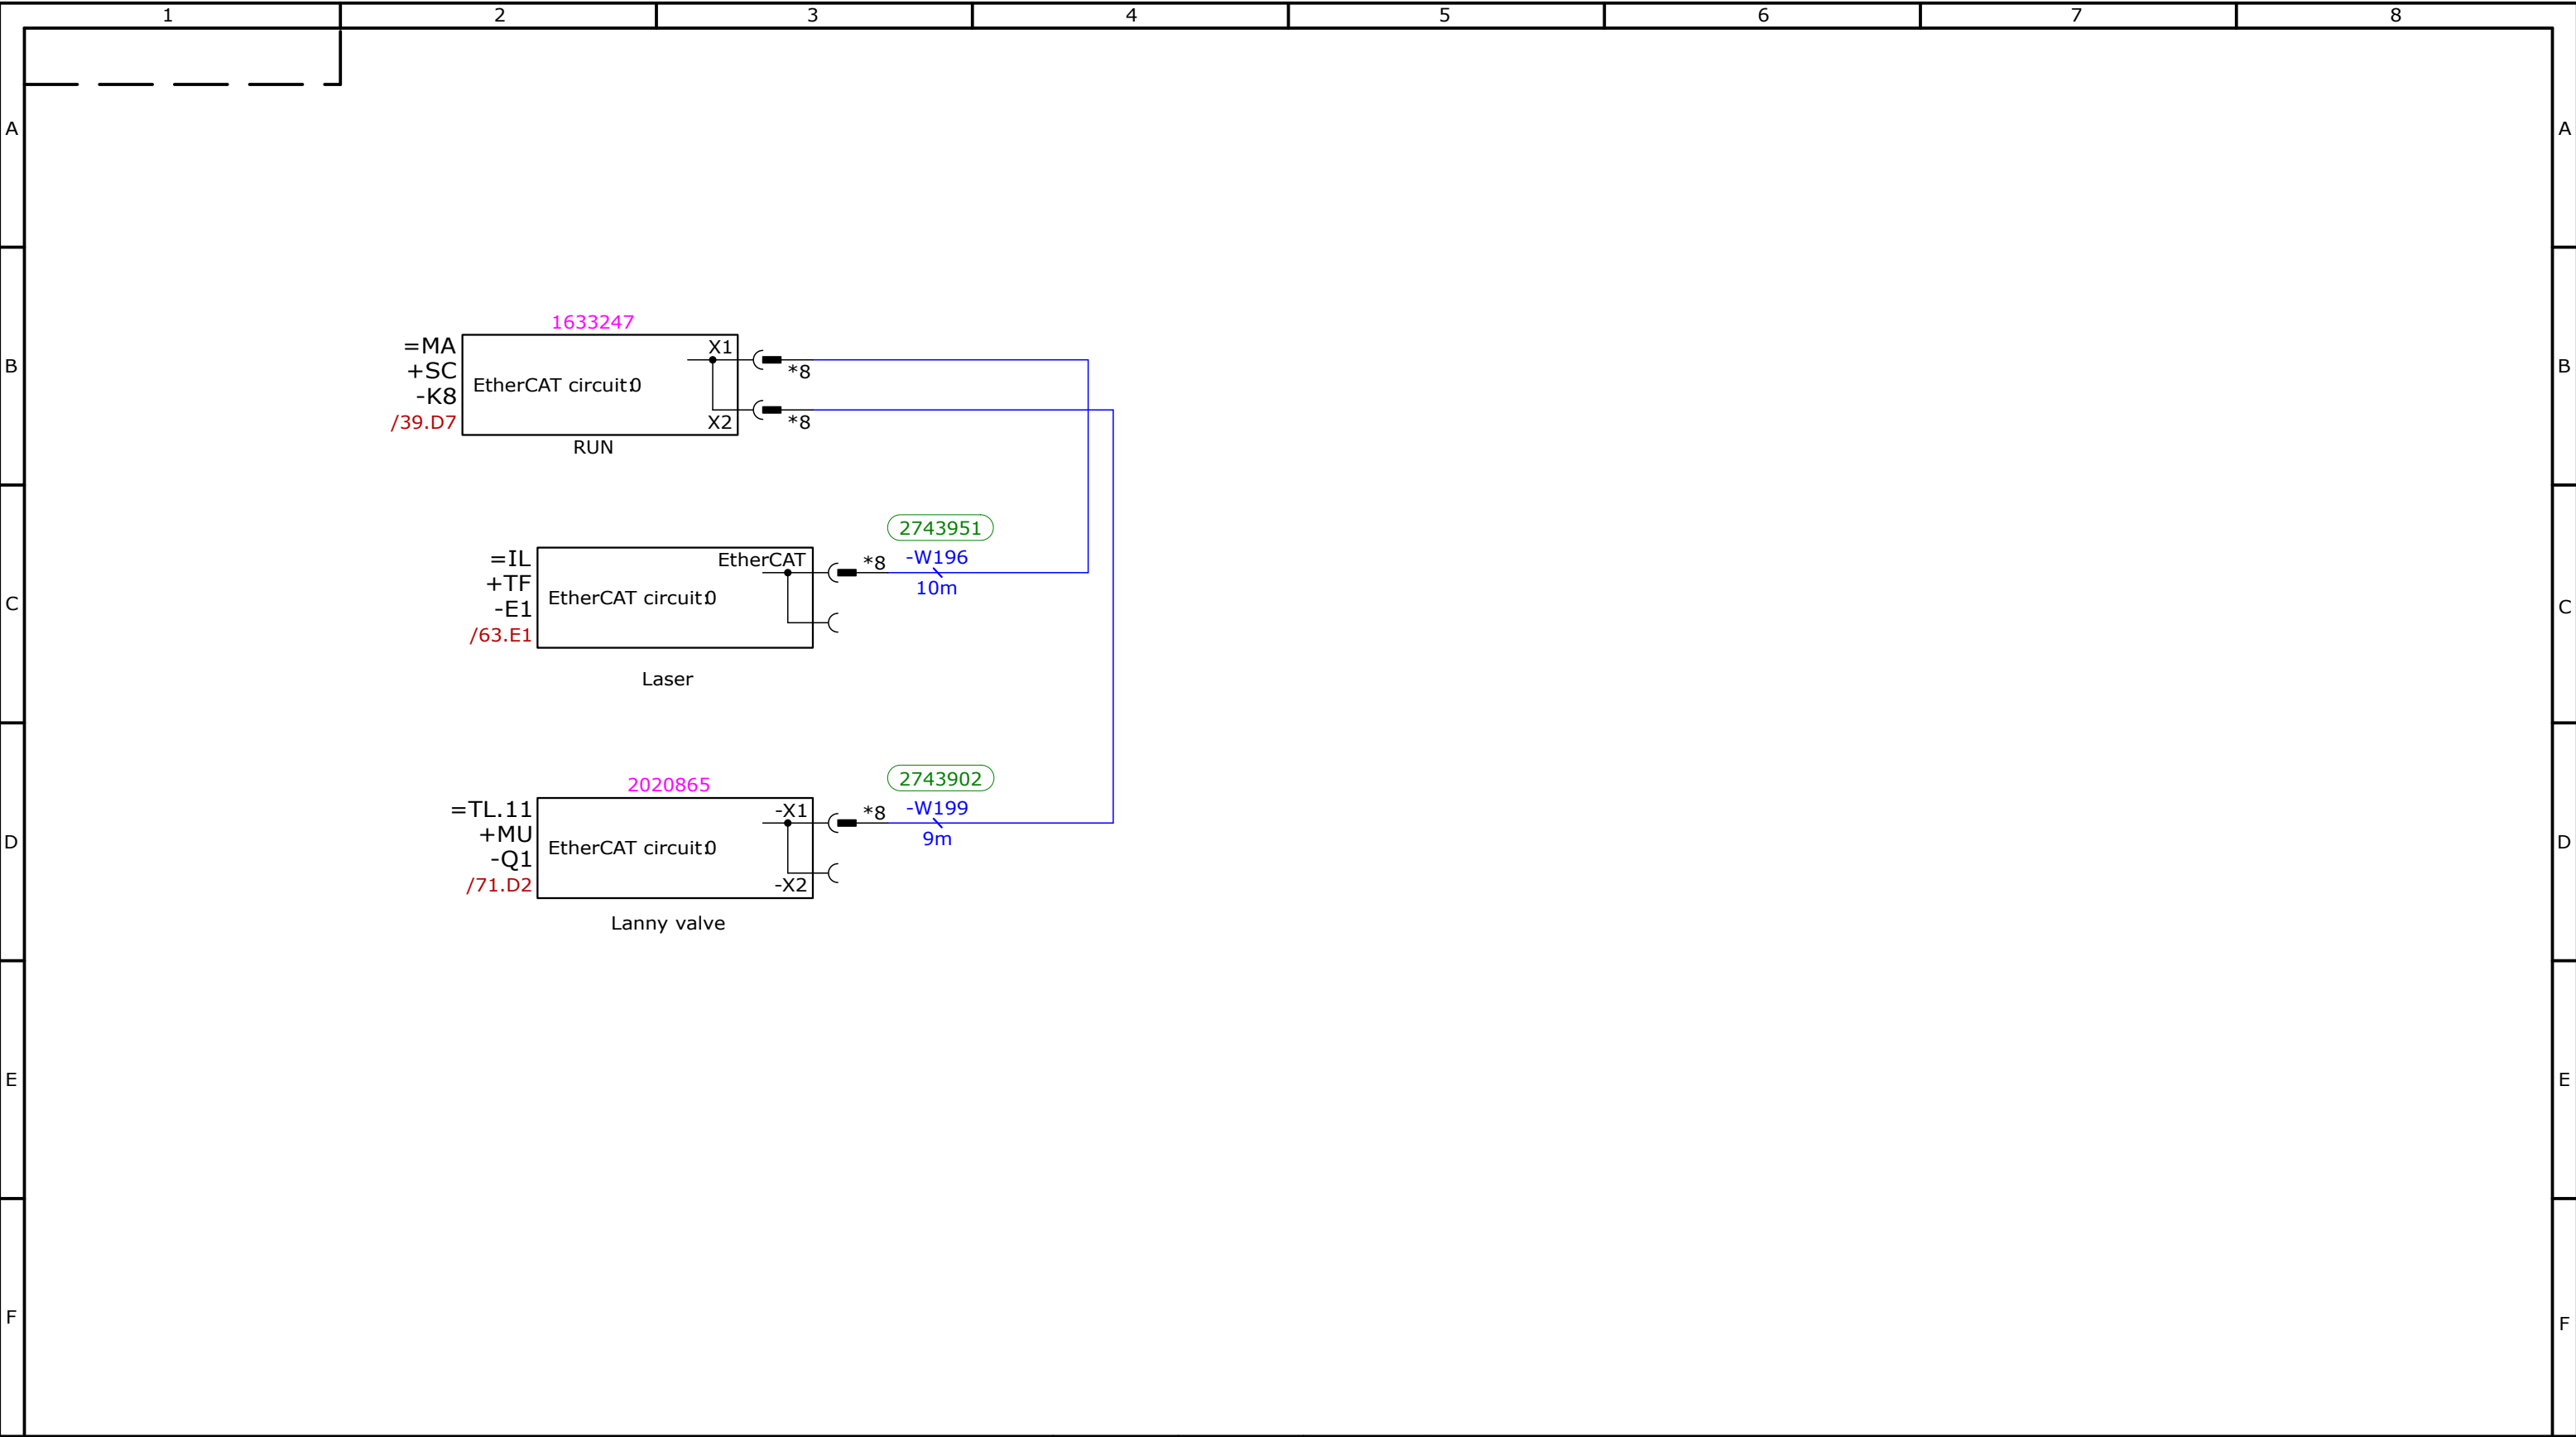 1 2 3 4 5 6 7 8
A A
1633247
=MA
+SC
-K8
/39.D7
EtherCAT circuit:0
X1
*8
X2
*8
RUN
B B
2743951
=IL
+TF
-E1
/63.E1
EtherCAT
EtherCAT circuit:0
*8
-W196
10m
Laser
C C
2020865
2743902
=TL.11
+MU
-Q1
/71.D2
-X1
EtherCAT circuit:0
-X2
*8
-W199
9m
Lanny valve
D D
E E
F F